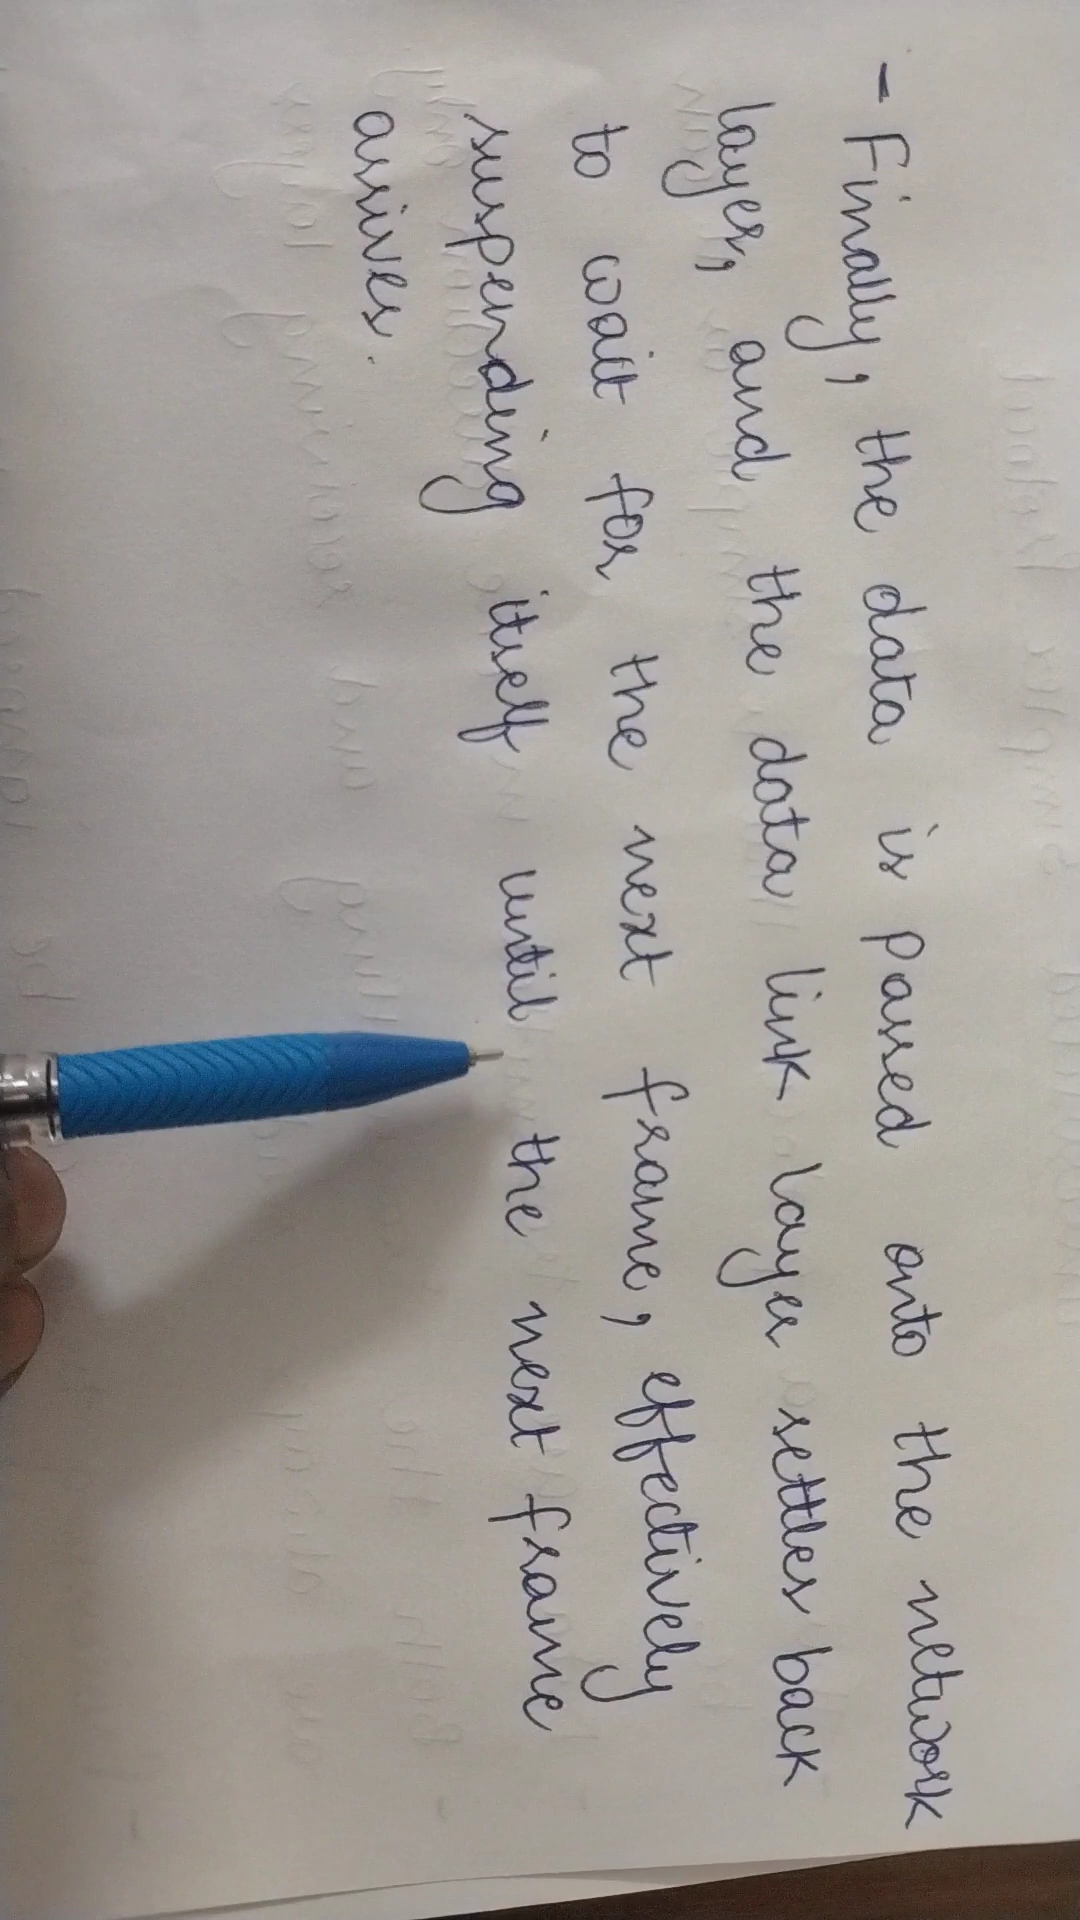 - Finally, the data is passed onto the network
layer, and the data link layer settles back
to wait for the next frame, effectively
suspending itself until the next frame
arrives.